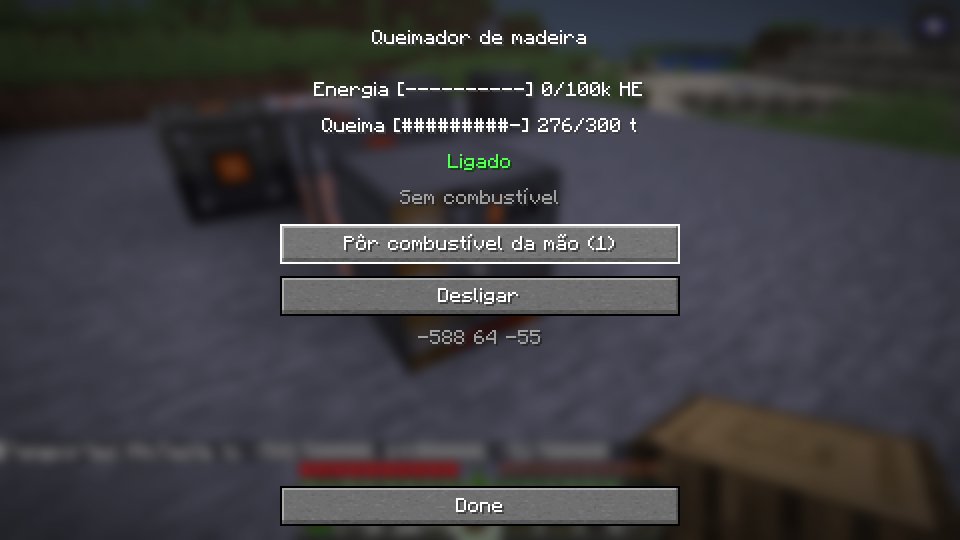 Queimador de madeira
Energia [----------] 0/100k HE
Queima [#########-] 276/300 t
Ligado
Sem combustível
Pôr combustível da mão (1)
Desligar
-588 64 -55
Done